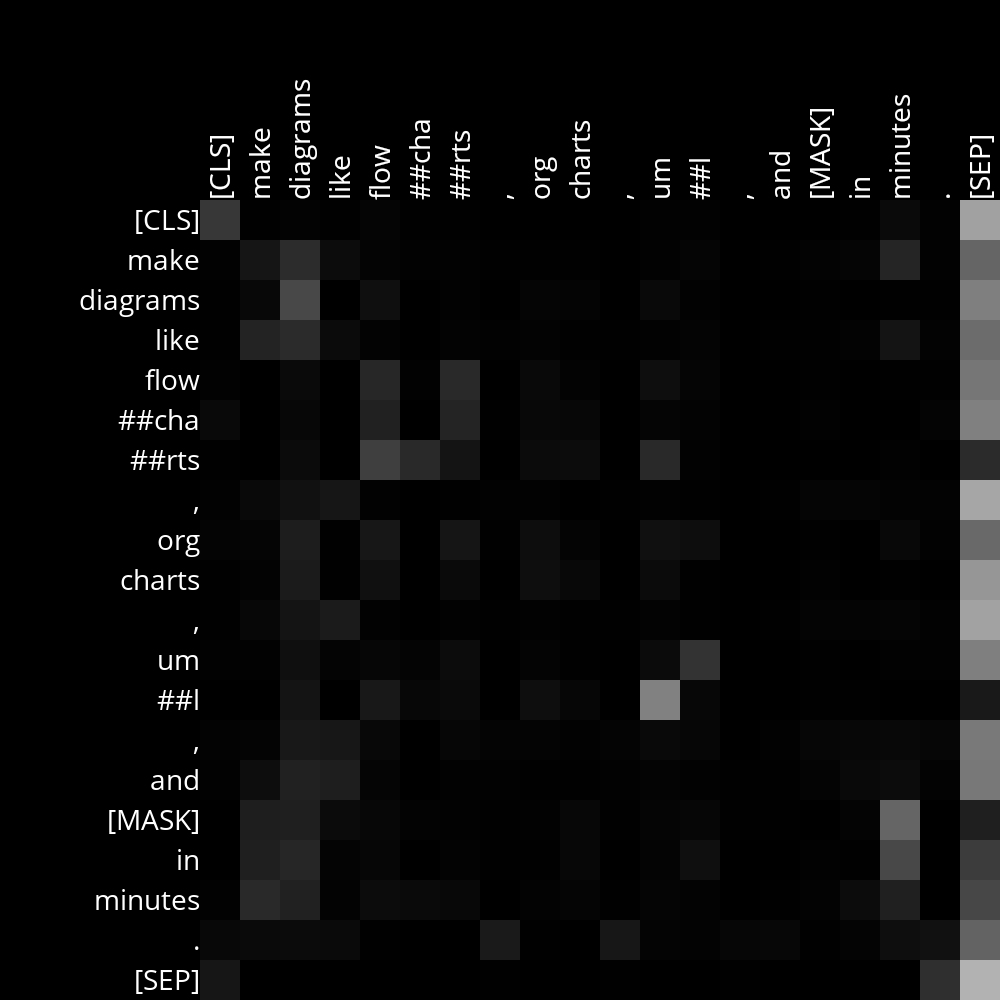 [CLS] make diagrams like flow ##cha ##rts , org charts , um ##l , and [MASK] in minutes . [SEP]
[CLS]
make
diagrams
like
flow
##cha
##rts
,
org
charts
,
um
##l
,
and
[MASK]
in
minutes
.
[SEP]